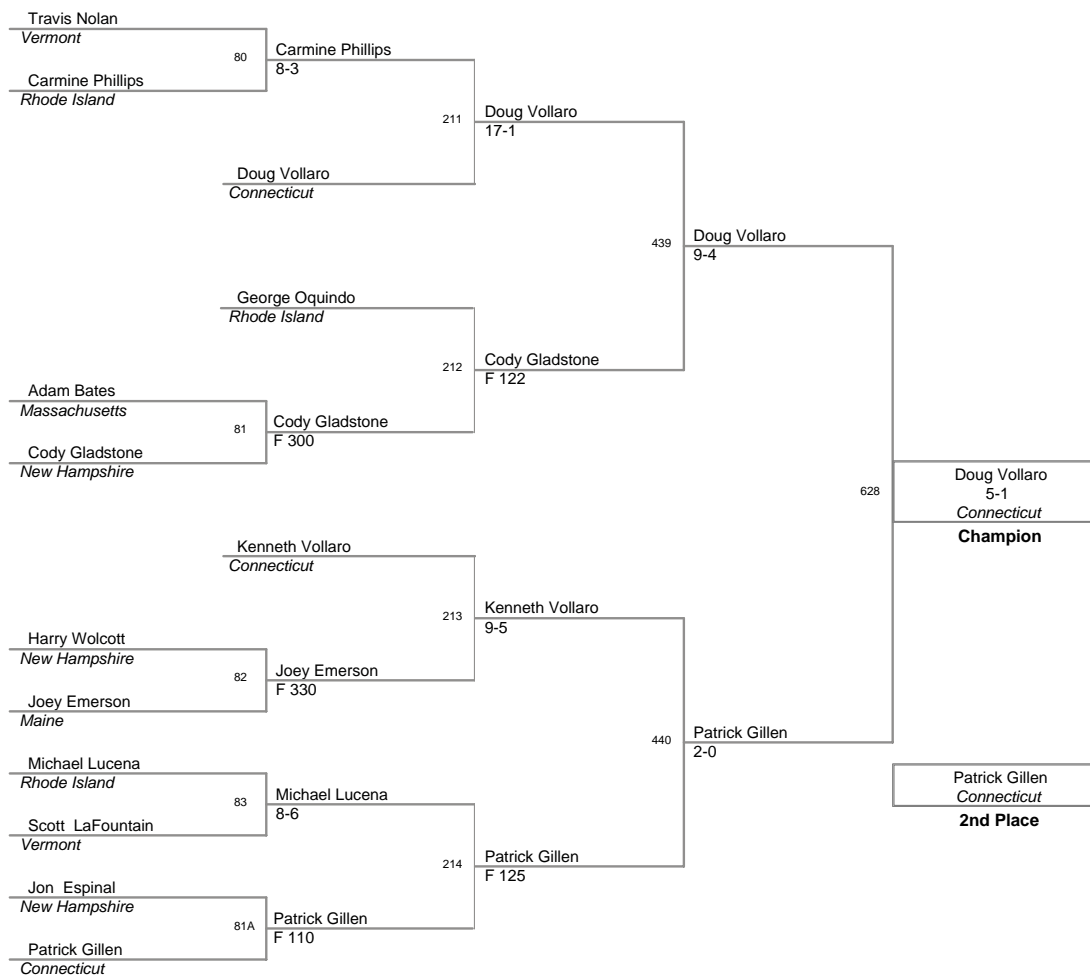 Travis Nolan
Vermont
80
Carmine Phillips
8-3
Carmine Phillips
Rhode Island
211
Doug Vollaro
17-1
Doug Vollaro
Connecticut
439
Doug Vollaro
9-4
George Oquindo
Rhode Island
212
Cody Gladstone
F 122
Adam Bates
Massachusetts
81
Cody Gladstone
F 300
Cody Gladstone
New Hampshire
628
Doug Vollaro
5-1
Connecticut
Champion
Kenneth Vollaro
Connecticut
213
Kenneth Vollaro
9-5
Harry Wolcott
New Hampshire
82
Joey Emerson
F 330
Joey Emerson
Maine
440
Patrick Gillen
2-0
Michael Lucena
Rhode Island
83
Michael Lucena
8-6
Scott LaFountain
Vermont
214
Patrick Gillen
F 125
Jon Espinal
New Hampshire
81A
Patrick Gillen
F 110
Patrick Gillen
Connecticut
Patrick Gillen
Connecticut
2nd Place